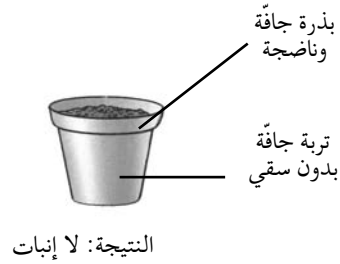 بذرة جافّة
وناضجة
تربة جافّة
بدون سقي
النتيجة: لا إنبات